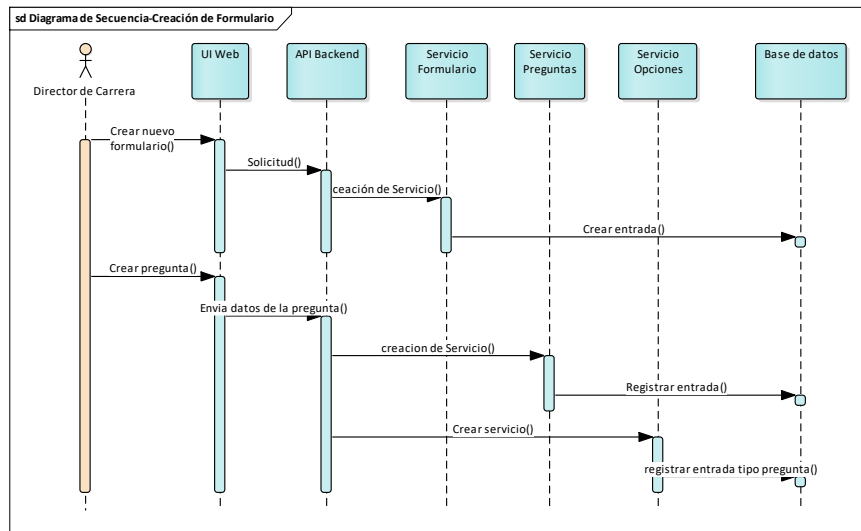 sd Diagrama de Secuencia-Creación de Formulario
Director de Carrera
UI Web
API Backend
Servicio
Formulario
Servicio
Preguntas
Servicio
Opciones
Base de datos
Crear nuevo
formulario()
Solicitud()
ceación de Servicio()
Crear entrada()
Crear pregunta()
Envia datos de la pregunta()
creacion de Servicio()
Registrar entrada()
Crear servicio()
registrar entrada tipo pregunta()